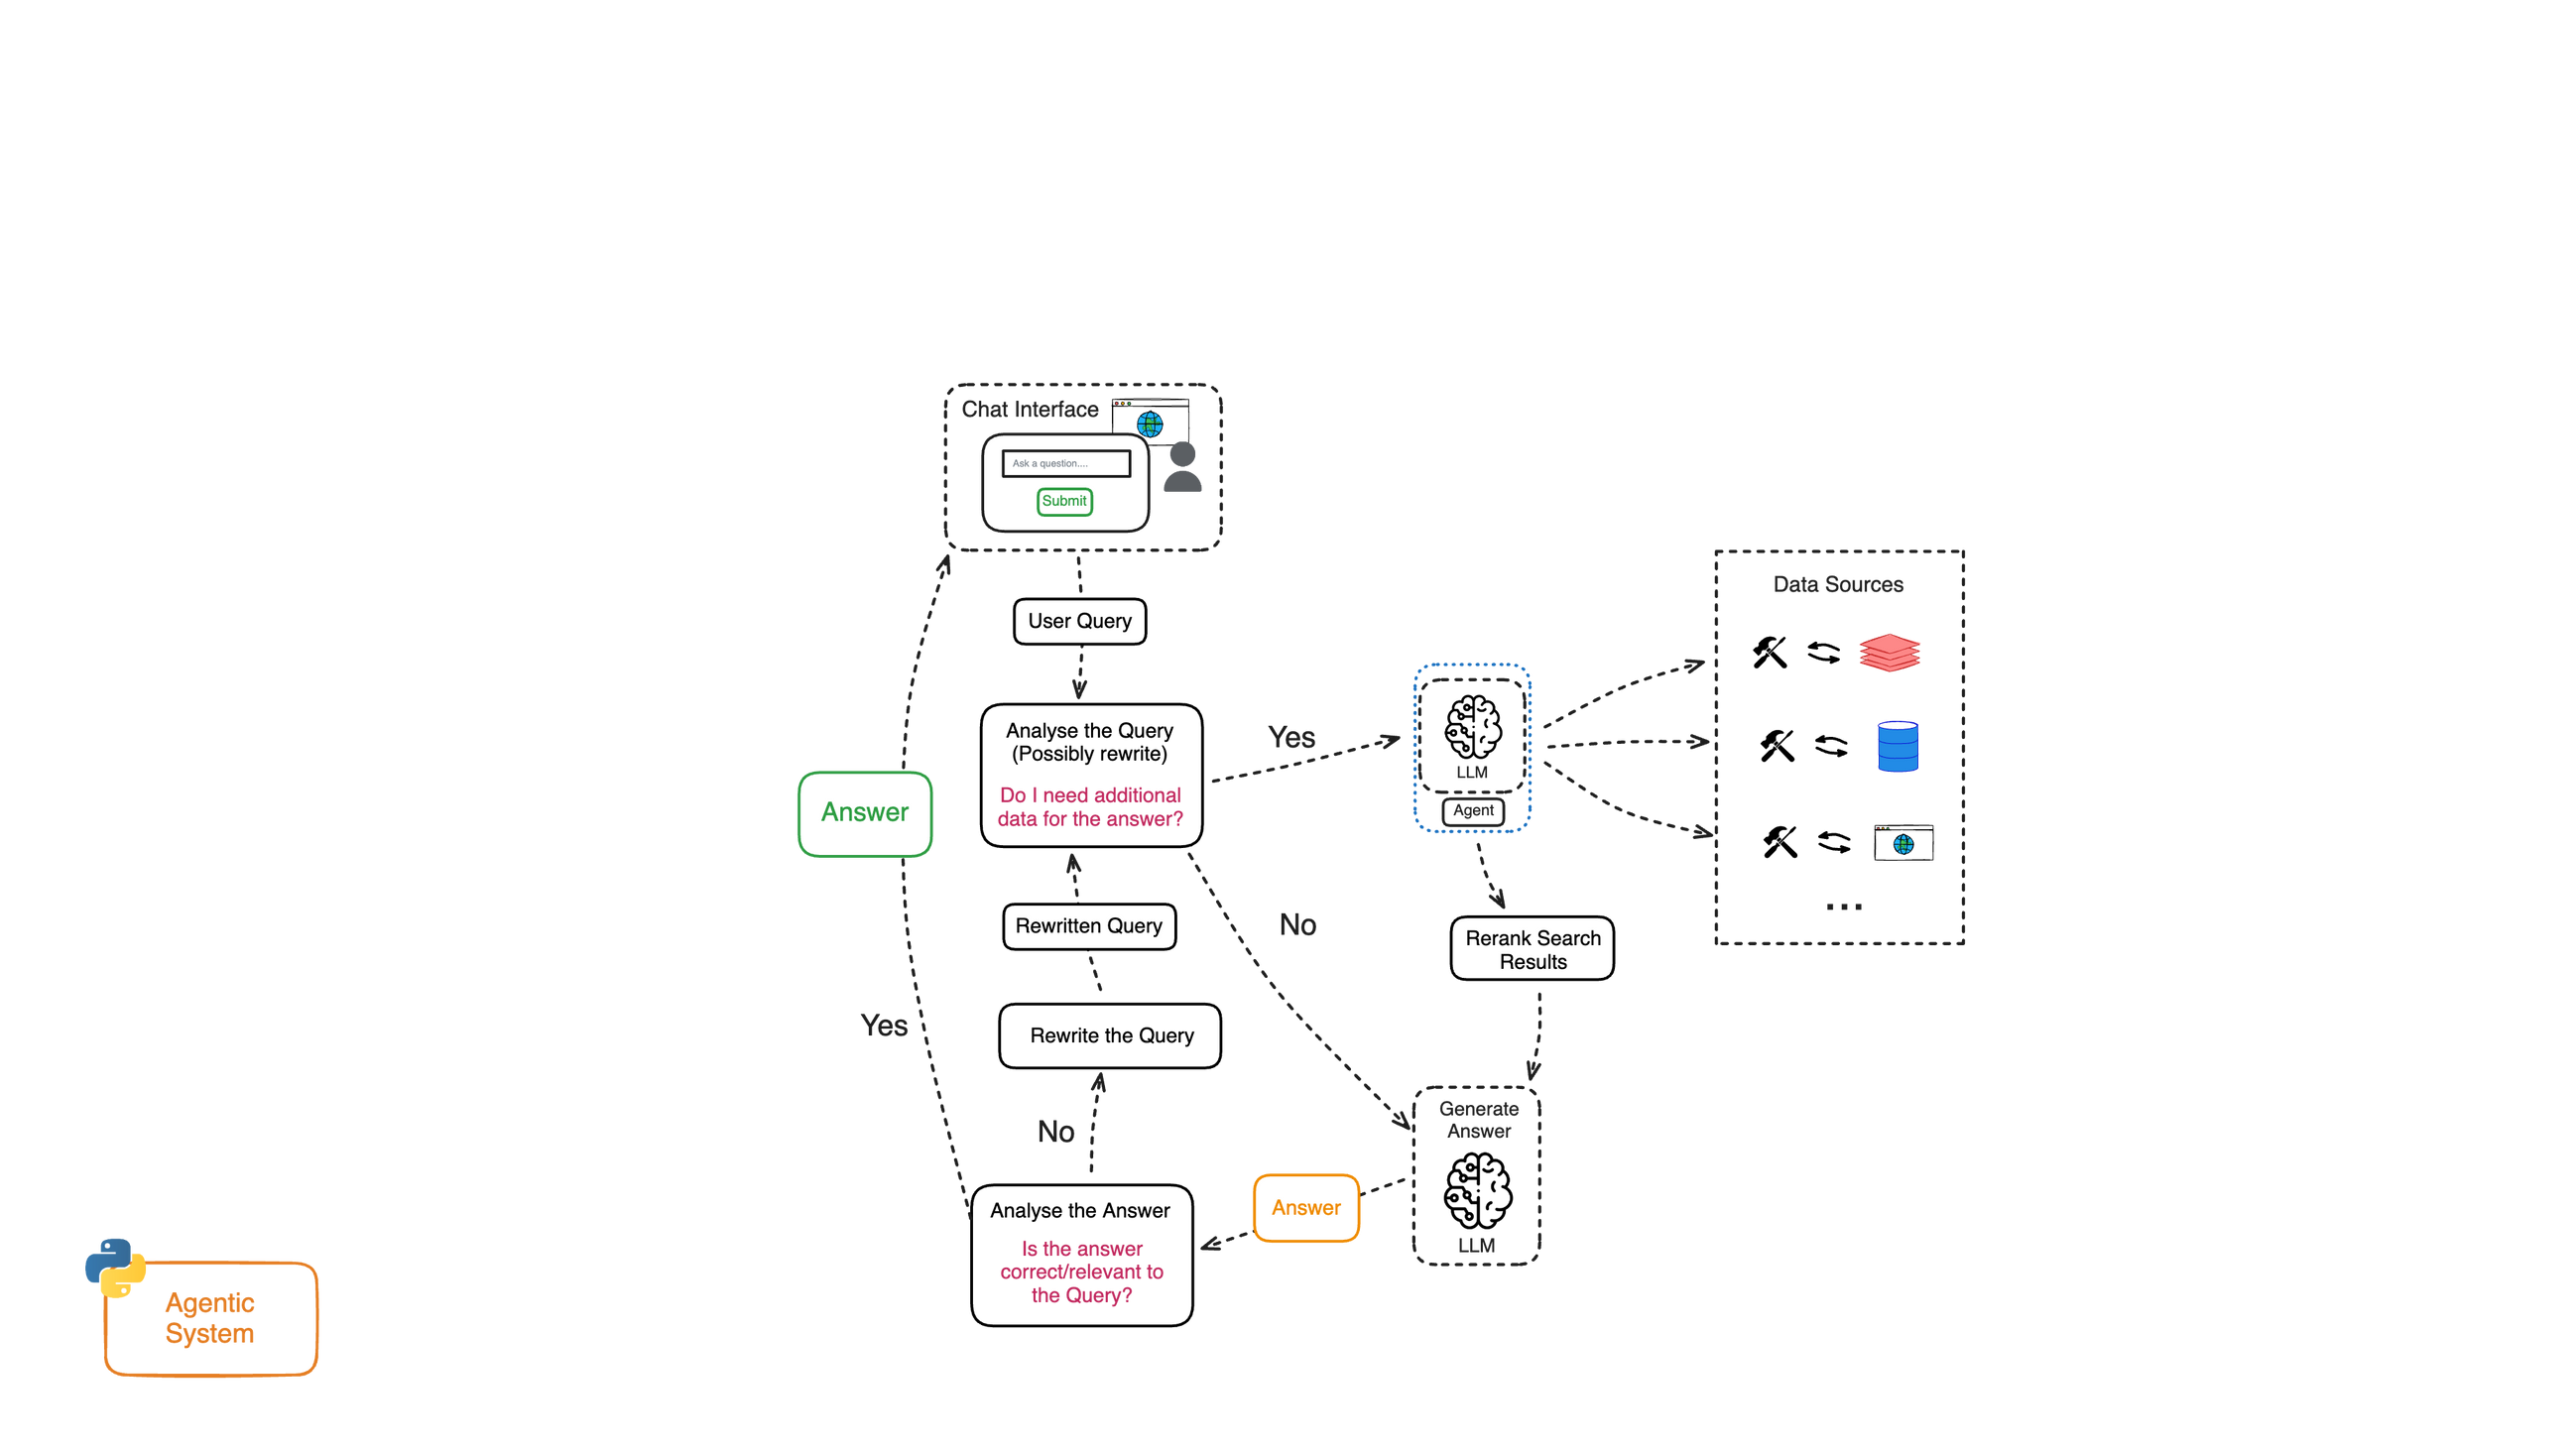 Chat Interface
Ask a question....
Submit
User Query
Data Sources
Analyse the Query
(Possibly rewrite)
Do I need additional
data for the answer?
Yes
LLM
Agent
Answer
...
Rewritten Query
No
Rerank Search
Results
Yes
Rewrite the Query
No
Generate
Answer
LLM
Answer
Analyse the Answer
Is the answer
correct/relevant to
the Query?
Agentic
System